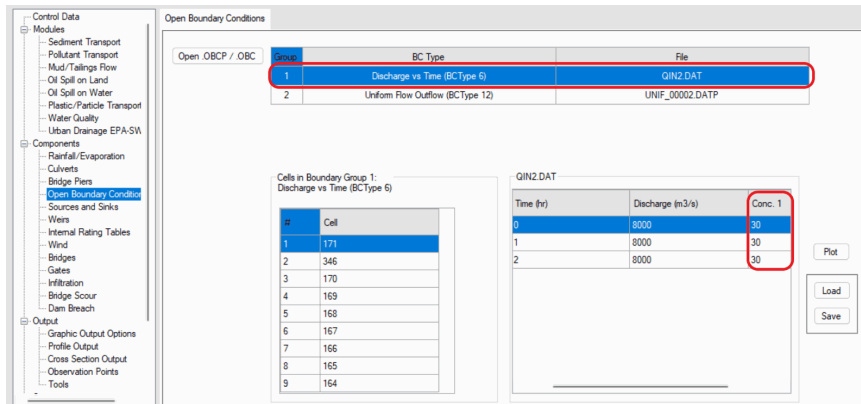 Control Data
Modules
Sediment Transport
Pollutant Transport
Mud/Tailings Flow
Oil Spill on Land
Oil Spill on Water
Plastic/Particle Transport
Water Quality
Urban Drainage EPA-SW
Components
Rainfall/Evaporation
Culverts
Bridge Piers
Open Boundary Condition
Sources and Sinks
Weirs
Internal Rating Tables
Wind
Bridges
Gates
Infiltration
Bridge Scour
Dam Breach
Output
Graphic Output Options
Profile Output
Cross Section Output
Observation Points
Tools
Open Boundary Conditions
Open .OBCP / .OBC
Group BC Type File
1 Discharge vs Time (BCType 6) QIN2.DAT
2 Uniform Flow Outflow (BCType 12) UNIF_00002.DATP
Cells in Boundary Group 1:
Discharge vs Time (BCType 6)
# Cell
1 171
2 346
3 170
4 169
5 168
6 167
7 166
8 165
9 164
QIN2.DAT
Time (hr) Discharge (m3/s) Conc. 1
0 8000 30
1 8000 30
2 8000 30
Plot
Load
Save